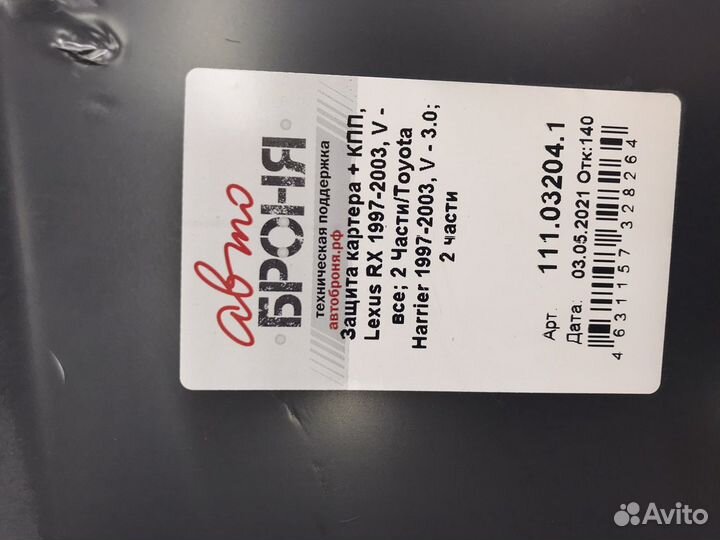 авто
БРОНЯ
техническая поддержка
автоброня.рф
Защита картера + КПП,
Lexus RX 1997-2003, V -
все; 2 Части/Toyota
Harrier 1997-2003, V - 3.0;
2 части
Арт. 111.03204.1
Дата: 03.05.2021 Отк:140
4 631157 328264
Avito